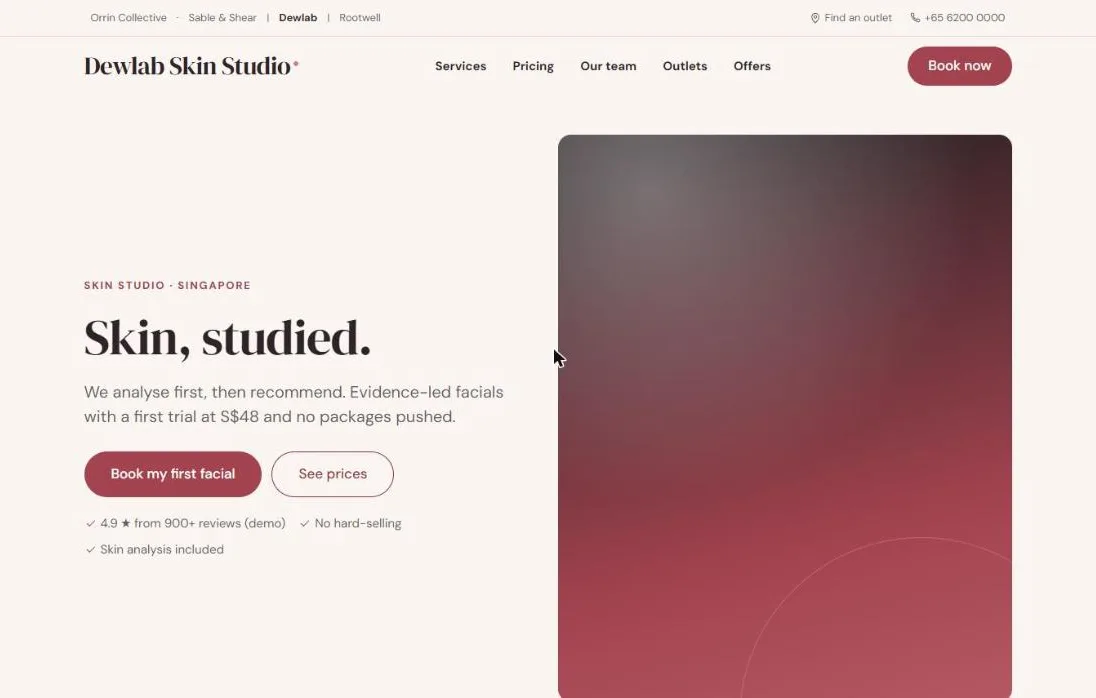 Orrin Collective · Sable & Shear | Dewlab | Rootwell
Find an outlet +65 6200 0000
Dewlab Skin Studio
Services Pricing Our team Outlets Offers
Book now
SKIN STUDIO · SINGAPORE
Skin, studied.
We analyse first, then recommend. Evidence-led facials
with a first trial at S$48 and no packages pushed.
Book my first facial See prices
✓ 4.9 ★ from 900+ reviews (demo) ✓ No hard-selling
✓ Skin analysis included